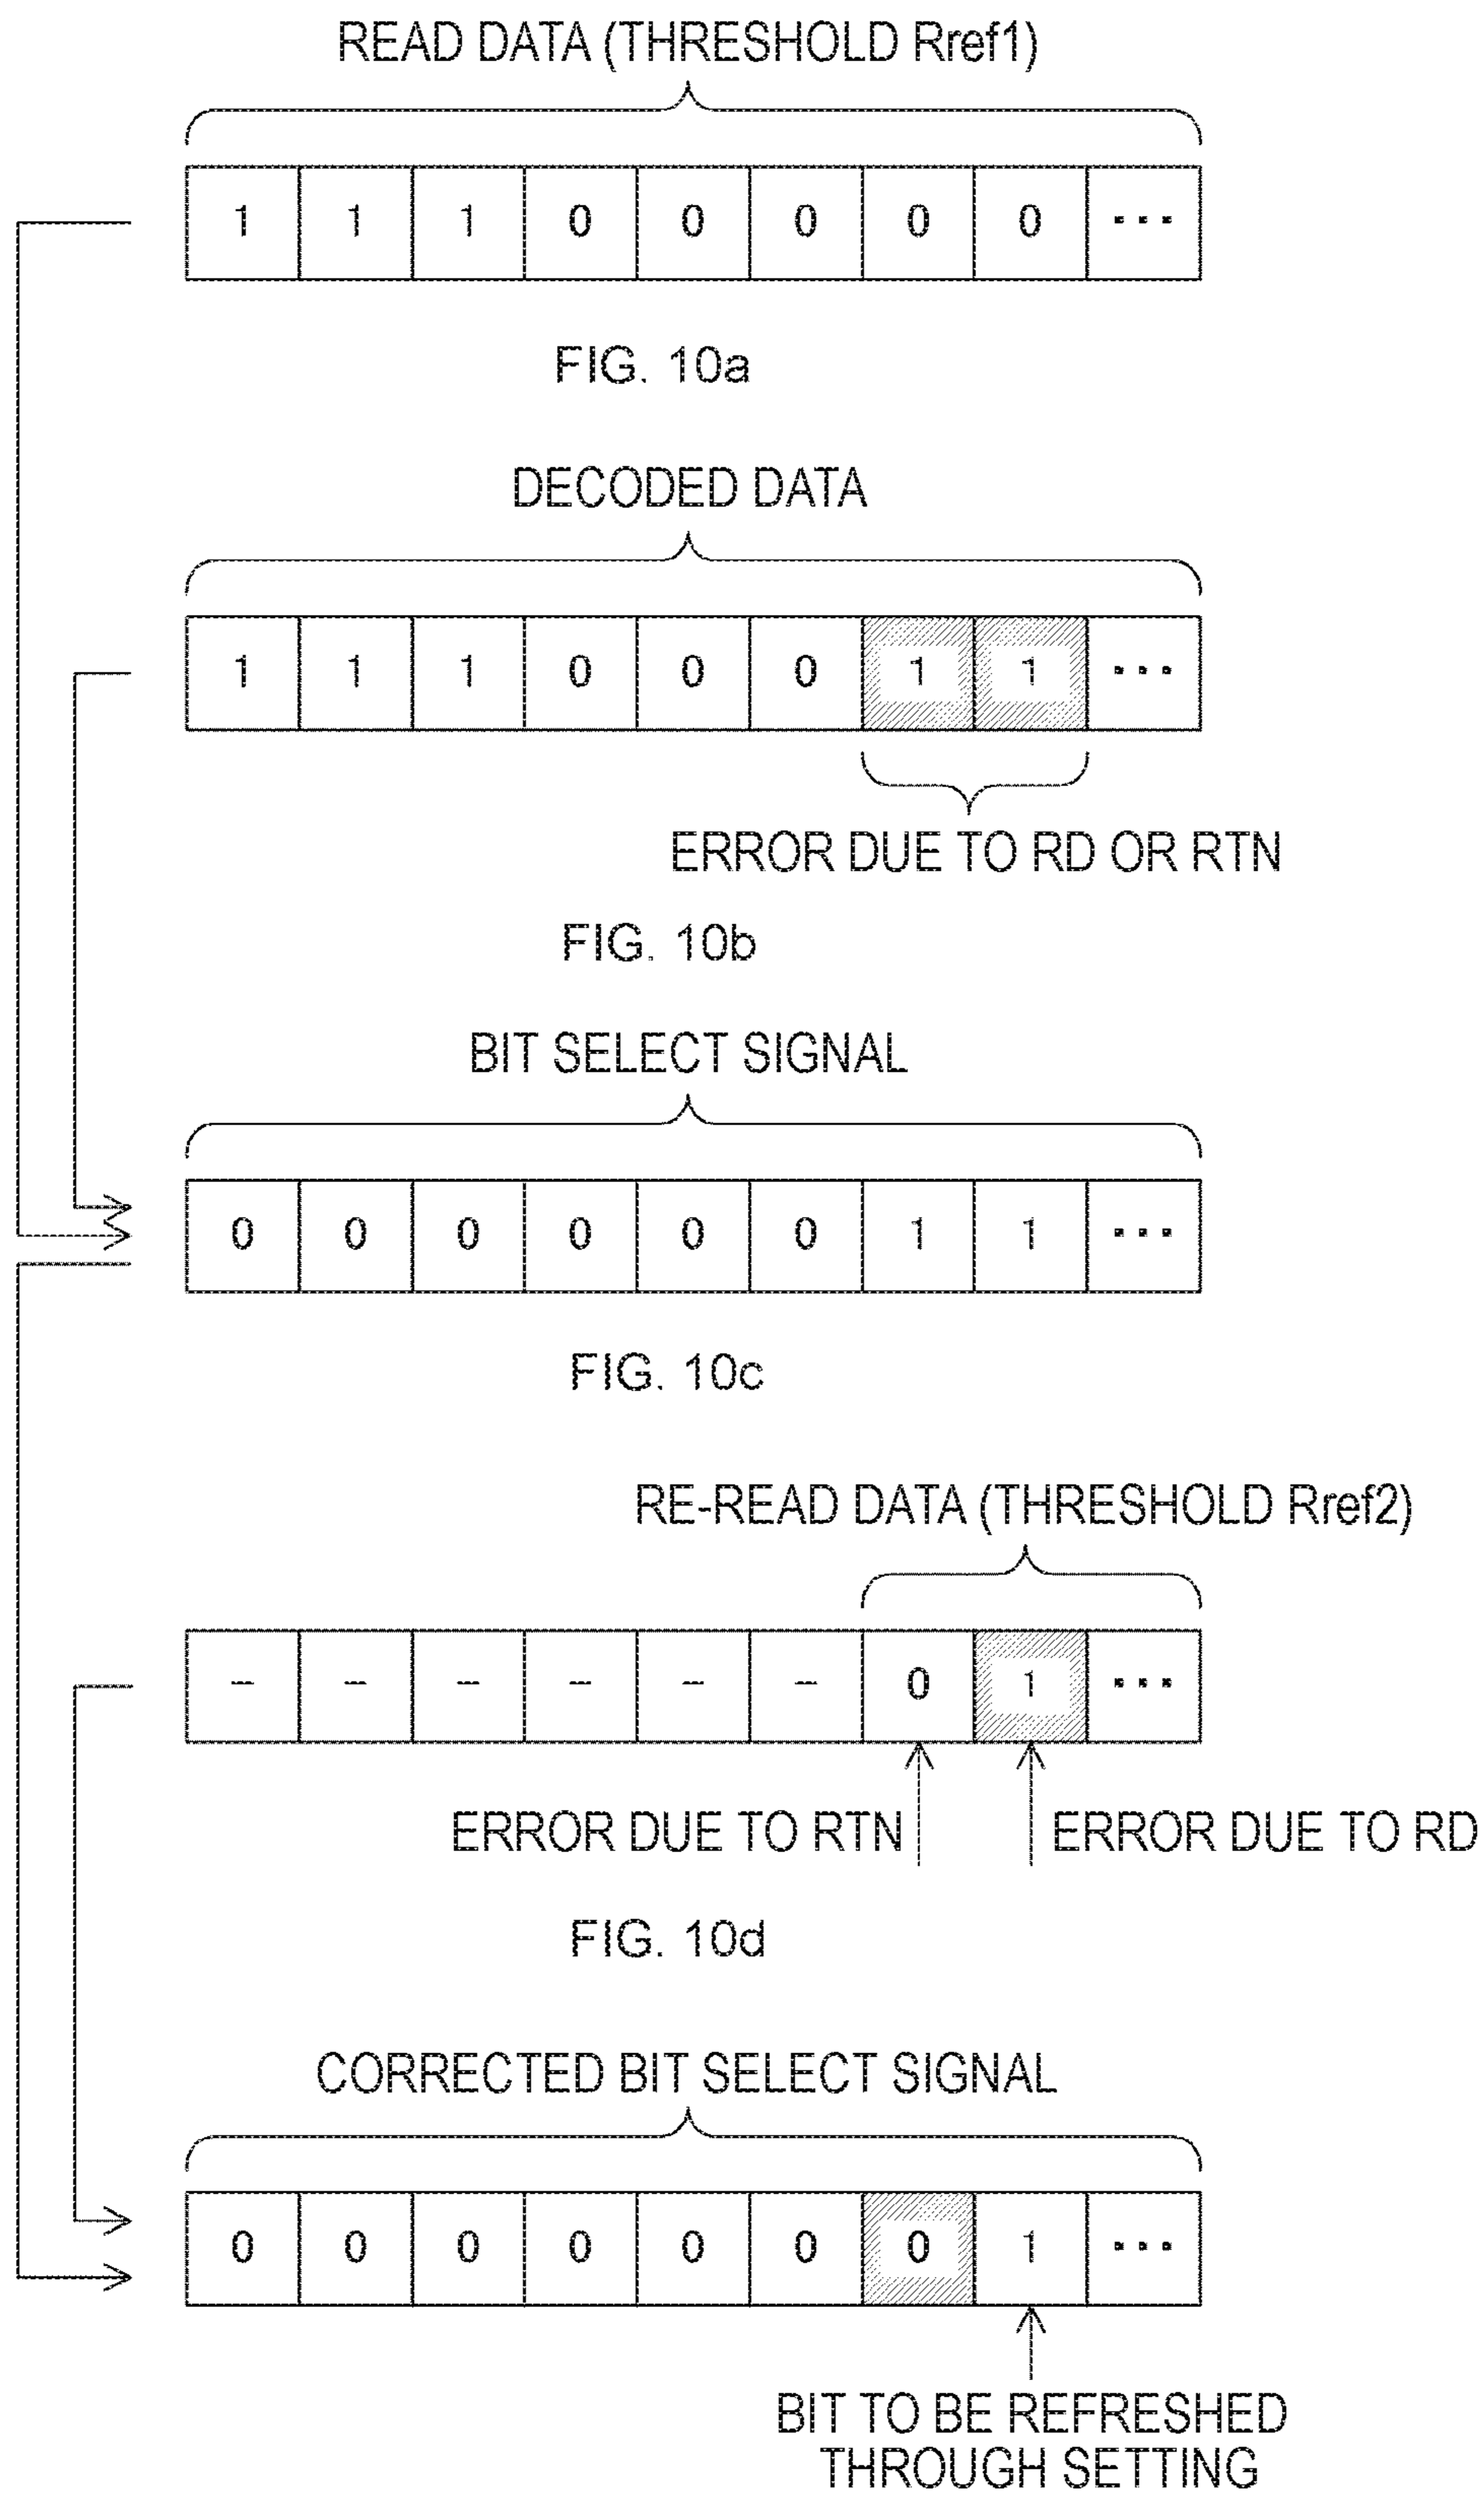 READ DATA (THRESHOLD Rref1)
1 1 1 0 0 0 0 0 ...
FIG. 10a
DECODED DATA
1 1 1 0 0 0 1 1 ...
ERROR DUE TO RD OR RTN
FIG. 10b
BIT SELECT SIGNAL
0 0 0 0 0 0 1 1 ...
FIG. 10c
RE-READ DATA (THRESHOLD Rref2)
– – – – – – 0 1 ...
ERROR DUE TO RTN ERROR DUE TO RD
FIG. 10d
CORRECTED BIT SELECT SIGNAL
0 0 0 0 0 0 0 1 ...
BIT TO BE REFRESHED
THROUGH SETTING